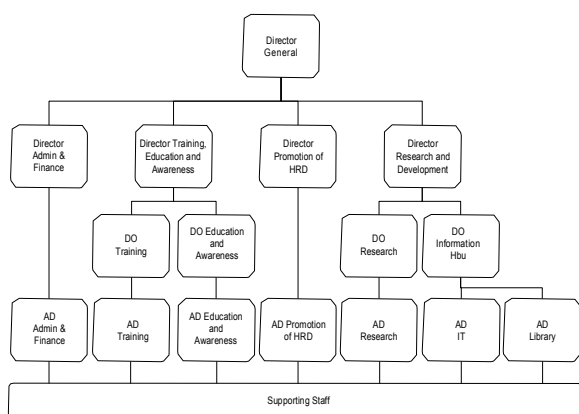 Director
General
Director
Admin &
Finance
Director Training,
Education and
Awareness
Director
Promotion of
HRD
Director
Research and
Development
DO
Training
DO Education
and
Awareness
DO
Research
DO
Information
Hbu
AD
Admin &
Finance
AD
Training
AD Education
and
Awareness
AD Promotion
of HRD
AD
Research
AD
IT
AD
Library
Supporting Staff